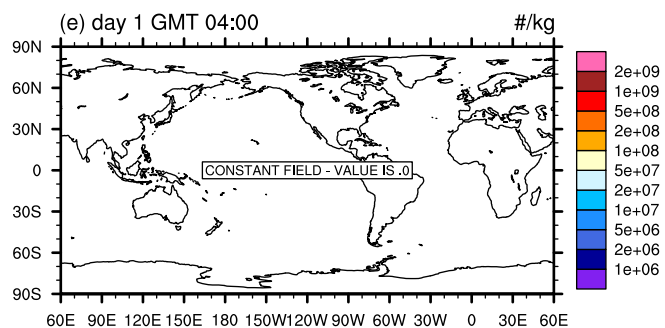 (e) day 1 GMT 04:00 #/kg
90N
60N
30N
0
30S
60S
90S
CONSTANT FIELD - VALUE IS .0
60E 90E 120E 150E 180 150W 120W 90W 60W 30W 0 30E 60E
2e+09
1e+09
5e+08
2e+08
1e+08
5e+07
2e+07
1e+07
5e+06
2e+06
1e+06